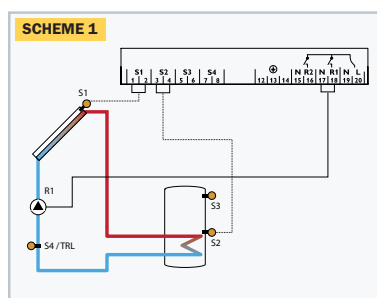 SCHEME 1
S1 S2 S3 S4 N R2 N R1 N L
1 2 3 4 5 6 7 8 12 13 14 15 16 17 18 19 20
S1
R1
S3
S2
S4 / TRL